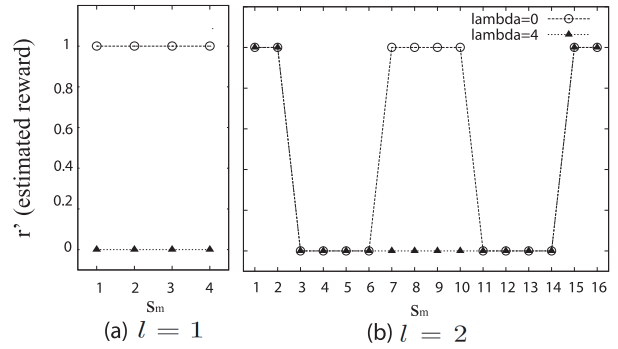 lambda=0
lambda=4
r' (estimated reward)
1
0.8
0.6
0.4
0.2
0
1 2 3 4
1 2 3 4 5 6 7 8 9 10 11 12 13 14 15 16
Sm
Sm
(a) l = 1
(b) l = 2